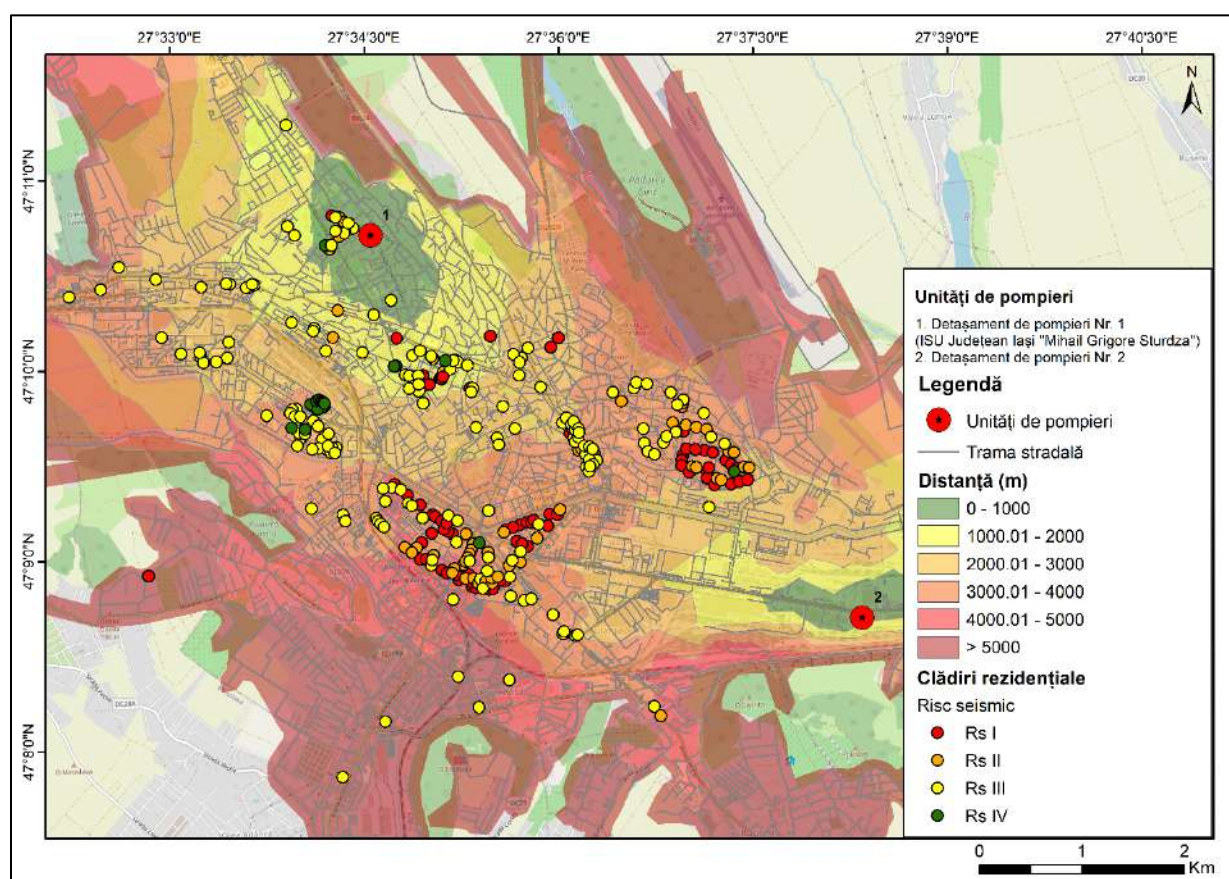 27°33'0"E 27°34'30"E 27°36'0"E 27°37'30"E 27°39'0"E 27°40'30"E
N
47°11'0"N
47°10'0"N
47°9'0"N
47°8'0"N
1
2
Unități de pompieri
1. Detașament de pompieri Nr. 1
(ISU Județean Iași "Mihail Grigore Sturdza")
2. Detașament de pompieri Nr. 2
Legendă
Unități de pompieri
Trama stradală
Distanță (m)
0 - 1000
1000.01 - 2000
2000.01 - 3000
3000.01 - 4000
4000.01 - 5000
> 5000
Clădiri rezidențiale
Risc seismic
Rs I
Rs II
Rs III
Rs IV
0 1 2
Km